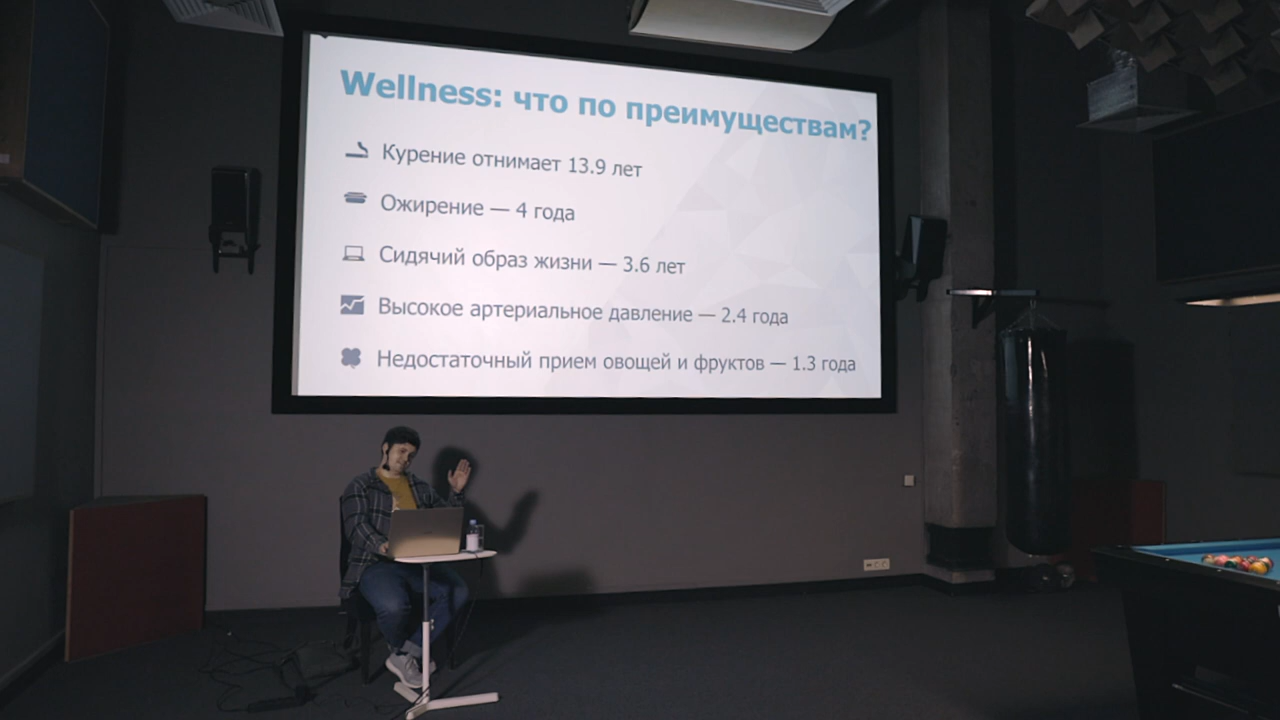 Wellness: что по преимуществам?
Курение отнимает 13.9 лет
Ожирение — 4 года
Сидячий образ жизни — 3.6 лет
Высокое артериальное давление — 2.4 года
Недостаточный прием овощей и фруктов — 1.3 года